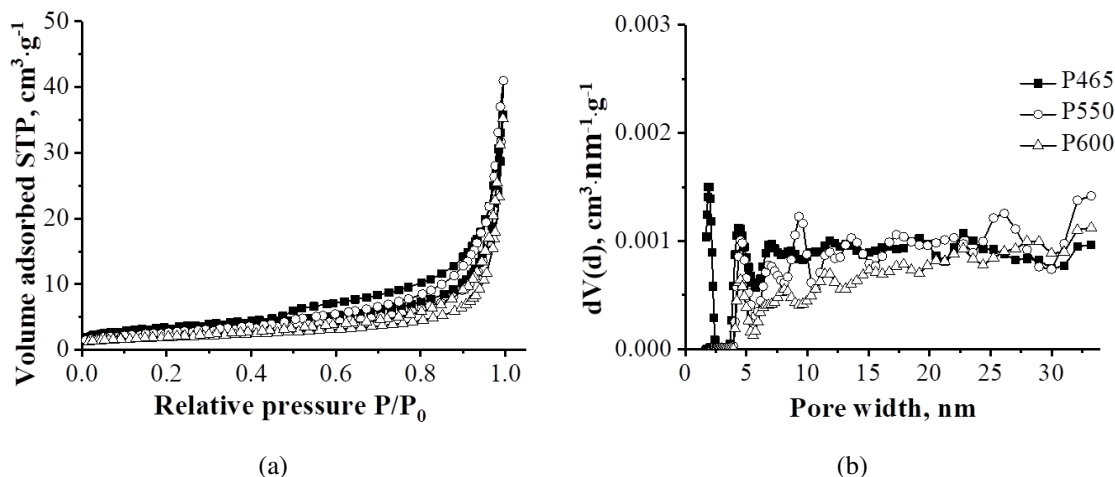 50
40
30
20
10
0
Volume adsorbed STP, cm³·g⁻¹
0.0 0.2 0.4 0.6 0.8 1.0
Relative pressure P/P₀
(a)
0.003
0.002
0.001
0.000
dV(d), cm³·nm⁻¹·g⁻¹
P465
P550
P600
0 5 10 15 20 25 30
Pore width, nm
(b)